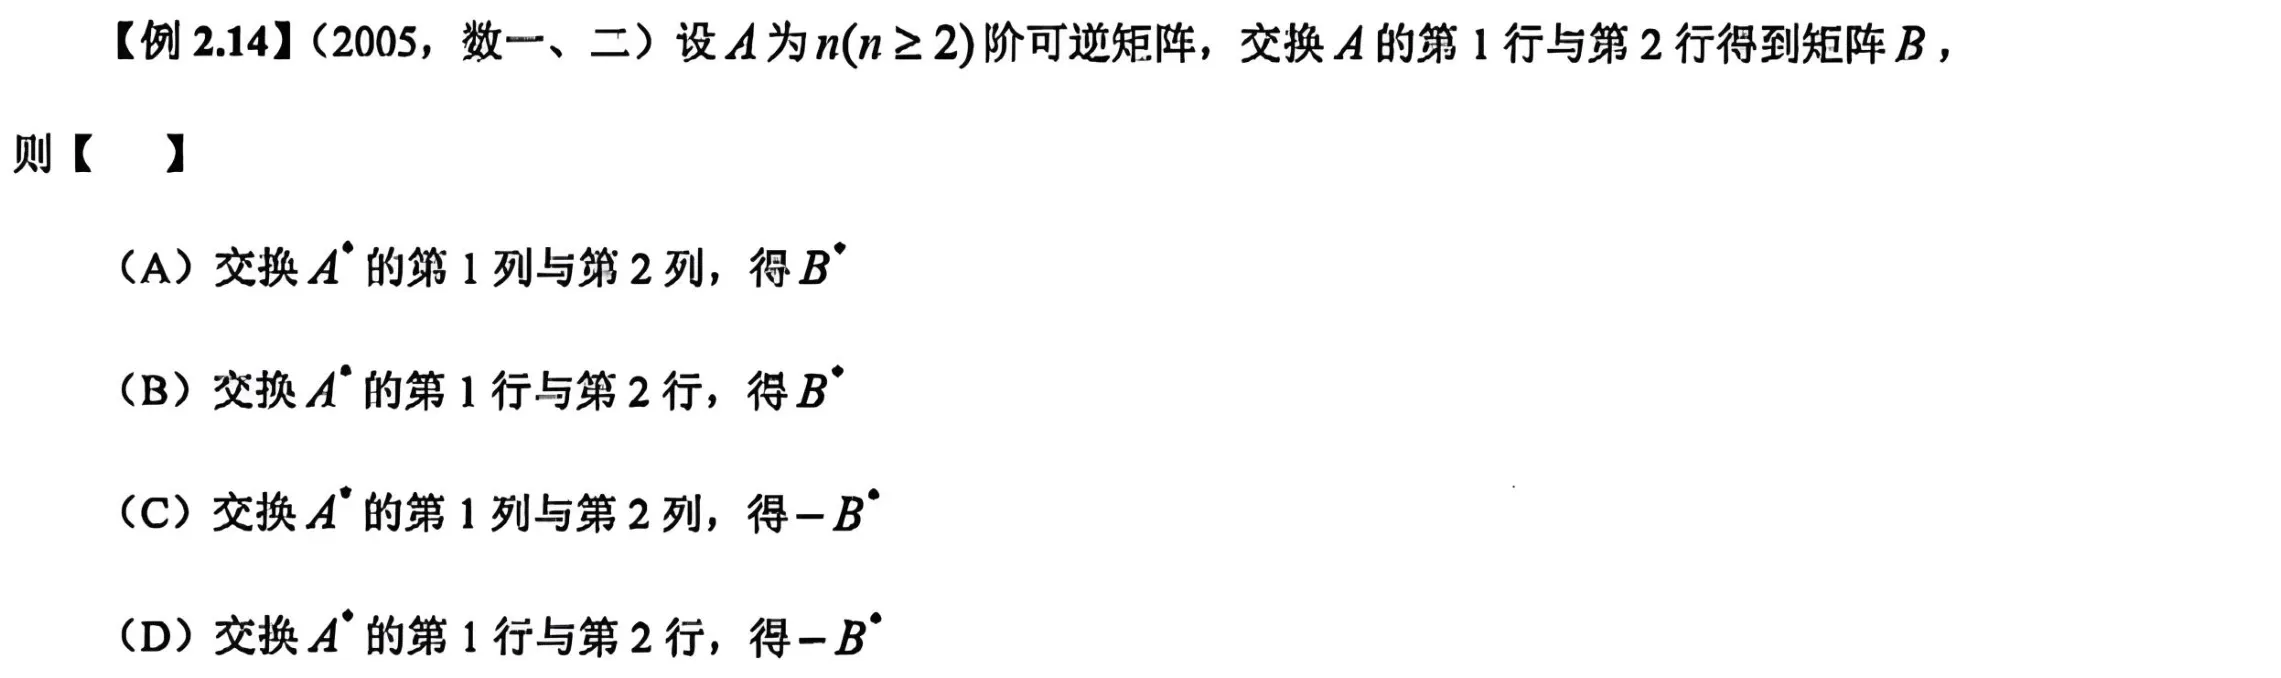 【例 2.14】（2005，数一、二）设 A 为 n(n ≥ 2) 阶可逆矩阵，交换 A 的第 1 行与第 2 行得到矩阵 B，
则【　】
（A）交换 A* 的第 1 列与第 2 列，得 B*
（B）交换 A* 的第 1 行与第 2 行，得 B*
（C）交换 A* 的第 1 列与第 2 列，得 − B*
（D）交换 A* 的第 1 行与第 2 行，得 − B*